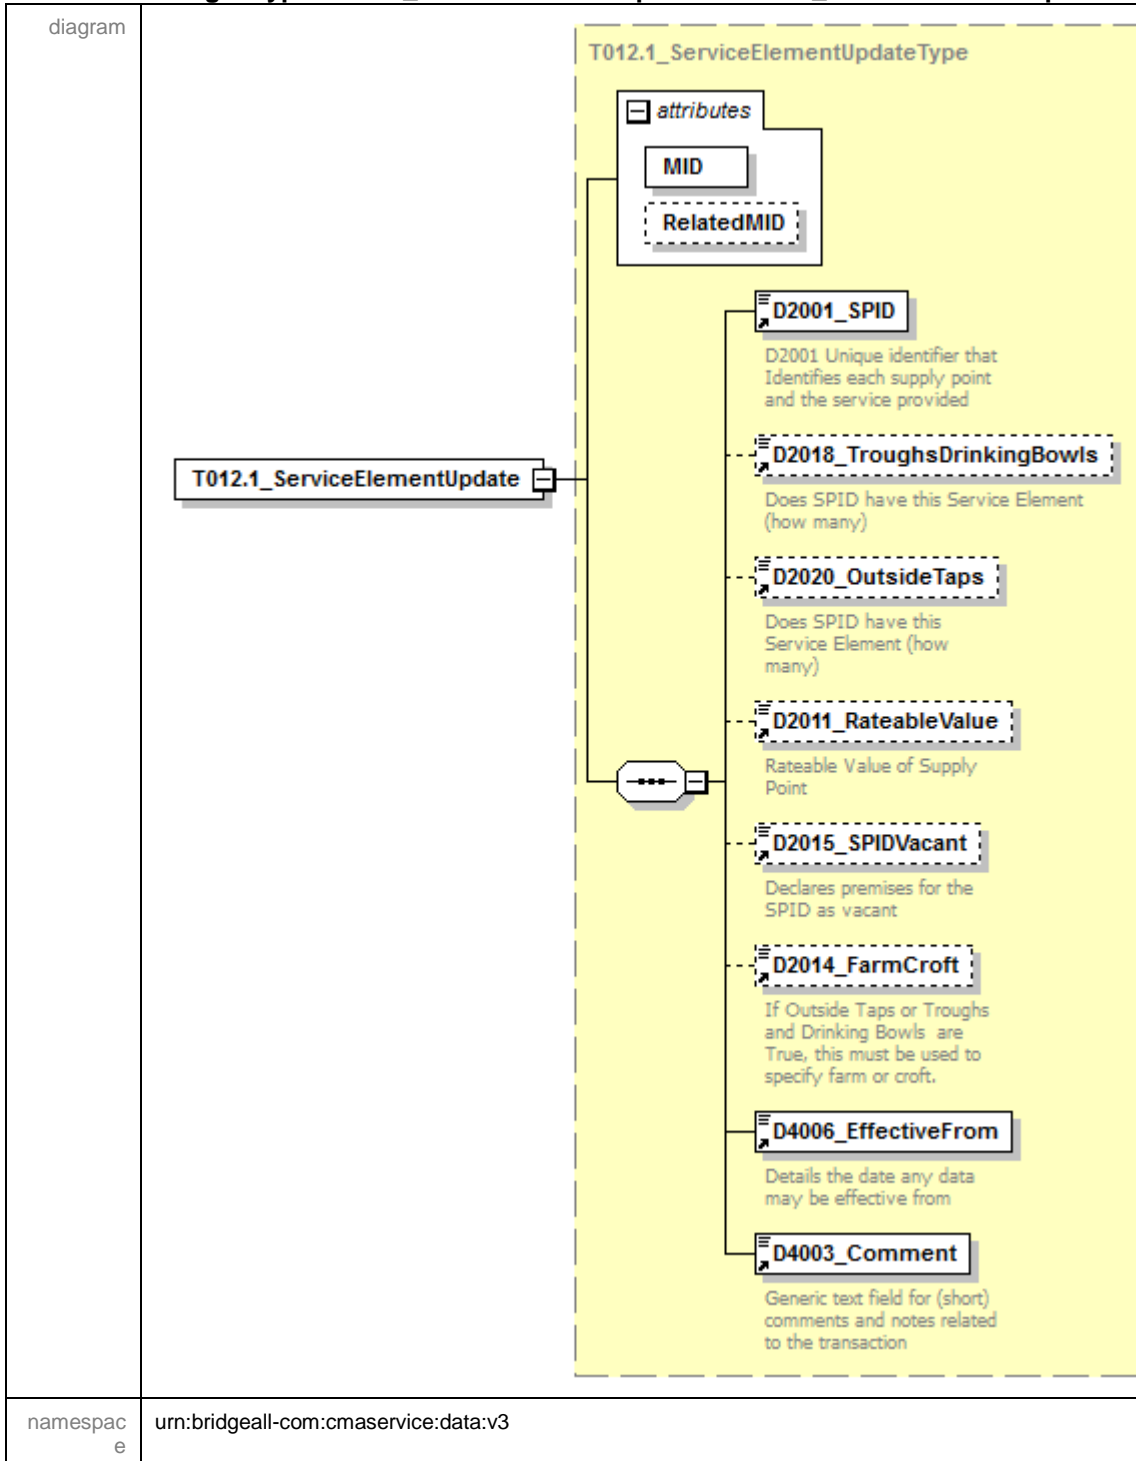 diagram
T012.1_ServiceElementUpdateType
attributes
MID
RelatedMID
D2001_SPID
D2001 Unique identifier that
Identifies each supply point
and the service provided
D2018_TroughsDrinkingBowls
Does SPID have this Service Element
(how many)
T012.1_ServiceElementUpdate
D2020_OutsideTaps
Does SPID have this
Service Element (how
many)
D2011_RateableValue
Rateable Value of Supply
Point
D2015_SPIDVacant
Declares premises for the
SPID as vacant
D2014_FarmCroft
If Outside Taps or Troughs
and Drinking Bowls are
True, this must be used to
specify farm or croft.
D4006_EffectiveFrom
Details the date any data
may be effective from
D4003_Comment
Generic text field for (short)
comments and notes related
to the transaction
namespac
e
urn:bridgeall-com:cmaservice:data:v3